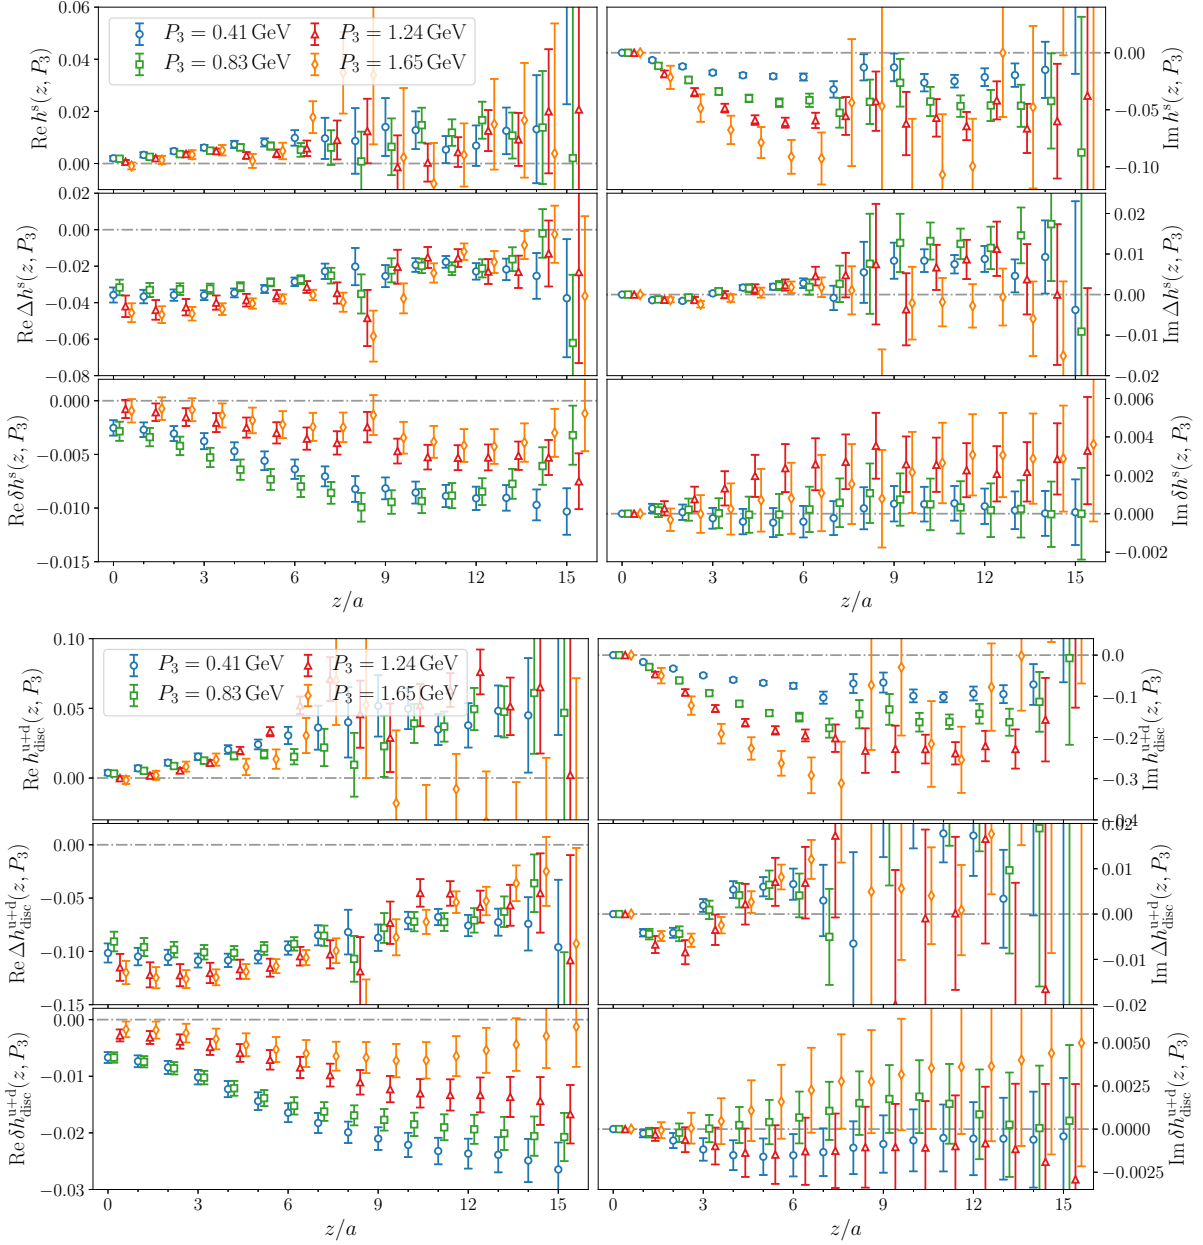 0.06
0.04
0.02
0.00
Re h^s(z, P_3)
P_3 = 0.41 GeV
P_3 = 0.83 GeV
P_3 = 1.24 GeV
P_3 = 1.65 GeV
0.00
−0.05
−0.10
Im h^s(z, P_3)
0.02
0.00
−0.02
−0.04
−0.06
−0.08
Re Δh^s(z, P_3)
0.02
0.01
0.00
−0.01
−0.02
Im Δh^s(z, P_3)
0.000
−0.005
−0.010
−0.015
Re δh^s(z, P_3)
0.006
0.004
0.002
0.000
−0.002
Im δh^s(z, P_3)
0 3 6 9 12 15
z/a
0 3 6 9 12 15
z/a
0.10
0.05
0.00
Re h^{u+d}_{disc}(z, P_3)
P_3 = 0.41 GeV
P_3 = 0.83 GeV
P_3 = 1.24 GeV
P_3 = 1.65 GeV
0.0
−0.1
−0.2
−0.3
−0.4
Im h^{u+d}_{disc}(z, P_3)
0.00
−0.05
−0.10
−0.15
Re Δh^{u+d}_{disc}(z, P_3)
0.02
0.01
0.00
−0.01
−0.02
Im Δh^{u+d}_{disc}(z, P_3)
0.00
−0.01
−0.02
−0.03
Re δh^{u+d}_{disc}(z, P_3)
0.0050
0.0025
0.0000
−0.0025
Im δh^{u+d}_{disc}(z, P_3)
0 3 6 9 12 15
z/a
0 3 6 9 12 15
z/a